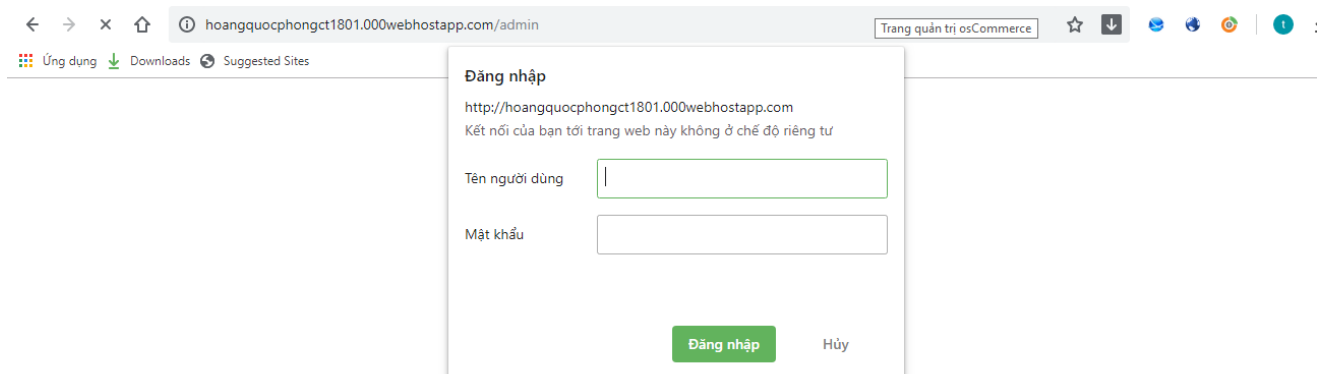 hoangquocphongct1801.000webhostapp.com/admin
Trang quản trị osCommerce
t
Ứng dụng Downloads Suggested Sites
Đăng nhập
http://hoangquocphongct1801.000webhostapp.com
Kết nối của bạn tới trang web này không ở chế độ riêng tư
Tên người dùng
Mật khẩu
Đăng nhập Hủy